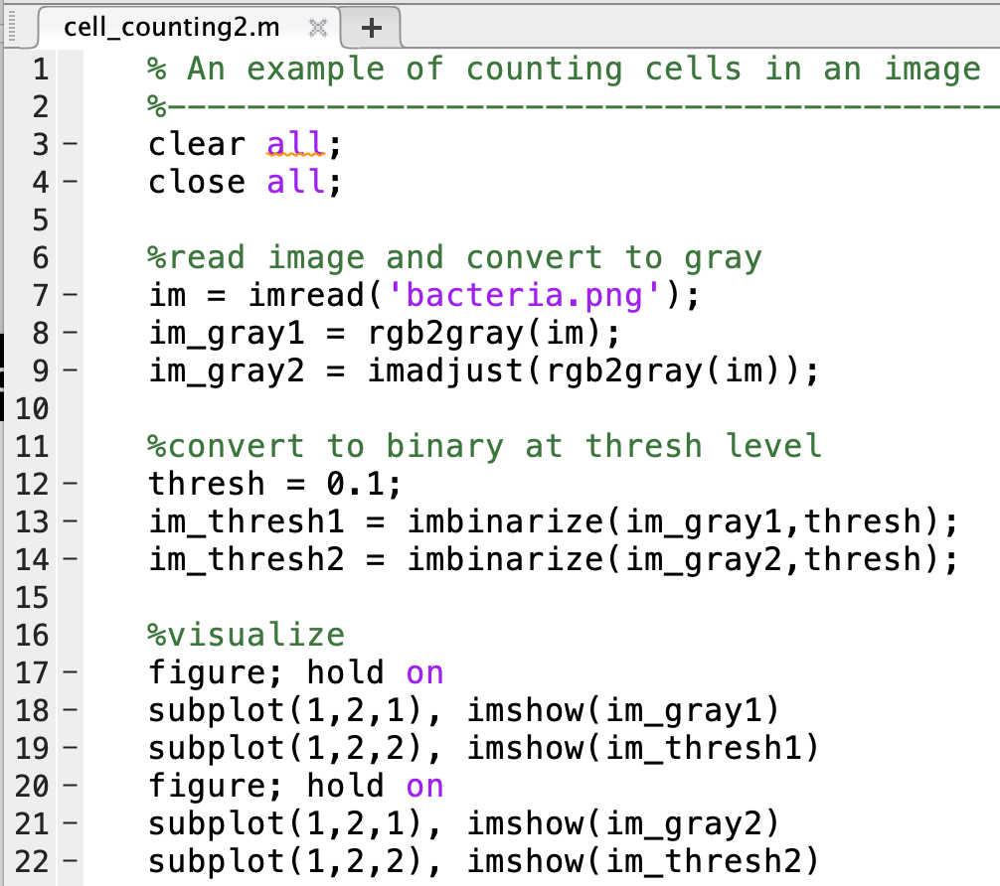 cell_counting2.m × +
1 % An example of counting cells in an image
2 %------------------------------------------
3 - clear all;
4 - close all;
5
6 %read image and convert to gray
7 - im = imread('bacteria.png');
8 - im_gray1 = rgb2gray(im);
9 - im_gray2 = imadjust(rgb2gray(im));
10
11 %convert to binary at thresh level
12 - thresh = 0.1;
13 - im_thresh1 = imbinarize(im_gray1,thresh);
14 - im_thresh2 = imbinarize(im_gray2,thresh);
15
16 %visualize
17 - figure; hold on
18 - subplot(1,2,1), imshow(im_gray1)
19 - subplot(1,2,2), imshow(im_thresh1)
20 - figure; hold on
21 - subplot(1,2,1), imshow(im_gray2)
22 - subplot(1,2,2), imshow(im_thresh2)